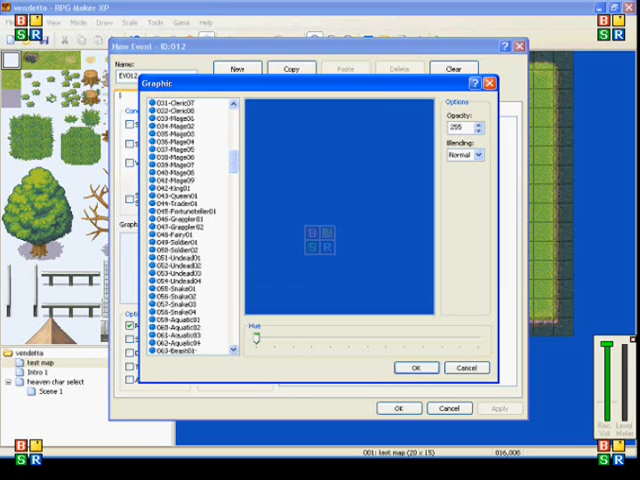 vendetta - RPG Maker XP
View Mode Draw Scale Tools Game Help
New Event - ID:012
Name:
EV012
New
Copy
Paste
Delete
Clear
1
Graphic
031-Cleric07
032-Cleric08
033-Mage01
034-Mage02
035-Mage03
036-Mage04
037-Mage05
038-Mage06
039-Mage07
040-Mage08
041-Mage09
042-King01
043-Queen01
044-Trader01
045-Fortuneteller01
046-Grappler01
047-Grappler02
048-Fairy01
049-Soldier01
050-Soldier02
051-Undead01
052-Undead02
053-Undead03
054-Undead04
055-Snake01
056-Snake02
057-Snake03
058-Snake04
059-Aquatic01
060-Aquatic02
061-Aquatic03
062-Aquatic04
063-Beast01
Options
Opacity:
255
Blending:
Normal
Hue
OK
Cancel
OK
Cancel
Apply
vendetta
test map
Intro 1
heaven char select
Scene 1
001: test map (20 x 15)
016,008
B
S R
Rec. Vol.
Level Meter